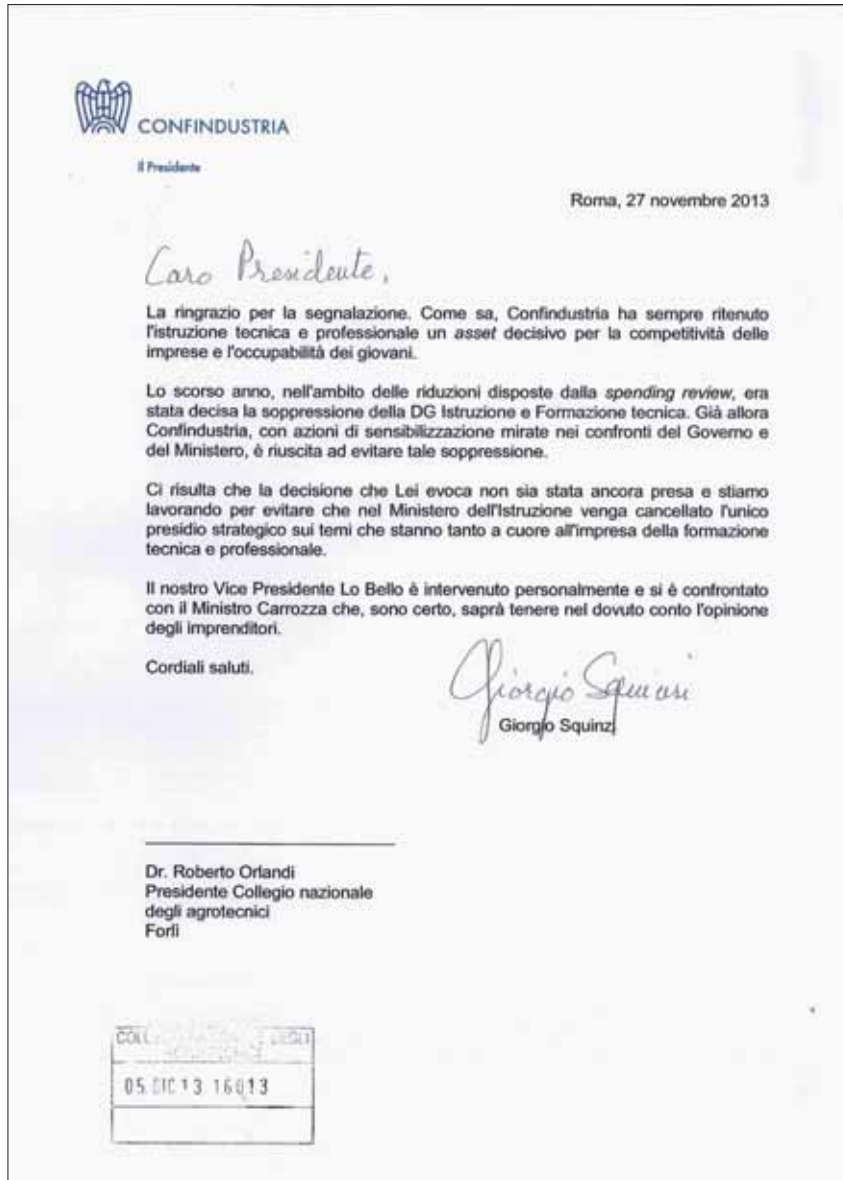 CONFINDUSTRIA
Il Presidente
Roma, 27 novembre 2013
Caro Presidente,
La ringrazio per la segnalazione. Come sa, Confindustria ha sempre ritenuto
l'istruzione tecnica e professionale un asset decisivo per la competitività delle
imprese e l'occupabilità dei giovani.
Lo scorso anno, nell'ambito delle riduzioni disposte dalla spending review, era
stata decisa la soppressione della DG Istruzione e Formazione tecnica. Già allora
Confindustria, con azioni di sensibilizzazione mirate nei confronti del Governo e
del Ministero, è riuscita ad evitare tale soppressione.
Ci risulta che la decisione che Lei evoca non sia stata ancora presa e stiamo
lavorando per evitare che nel Ministero dell'Istruzione venga cancellato l'unico
presidio strategico sui temi che stanno tanto a cuore all'impresa della formazione
tecnica e professionale.
Il nostro Vice Presidente Lo Bello è intervenuto personalmente e si è confrontato
con il Ministro Carrozza che, sono certo, saprà tenere nel dovuto conto l'opinione
degli imprenditori.
Cordiali saluti.
Giorgio Squinzi
Giorgio Squinzi
Dr. Roberto Orlandi
Presidente Collegio nazionale
degli agrotecnici
Forlì
COLL.
05. DIC 13 16013